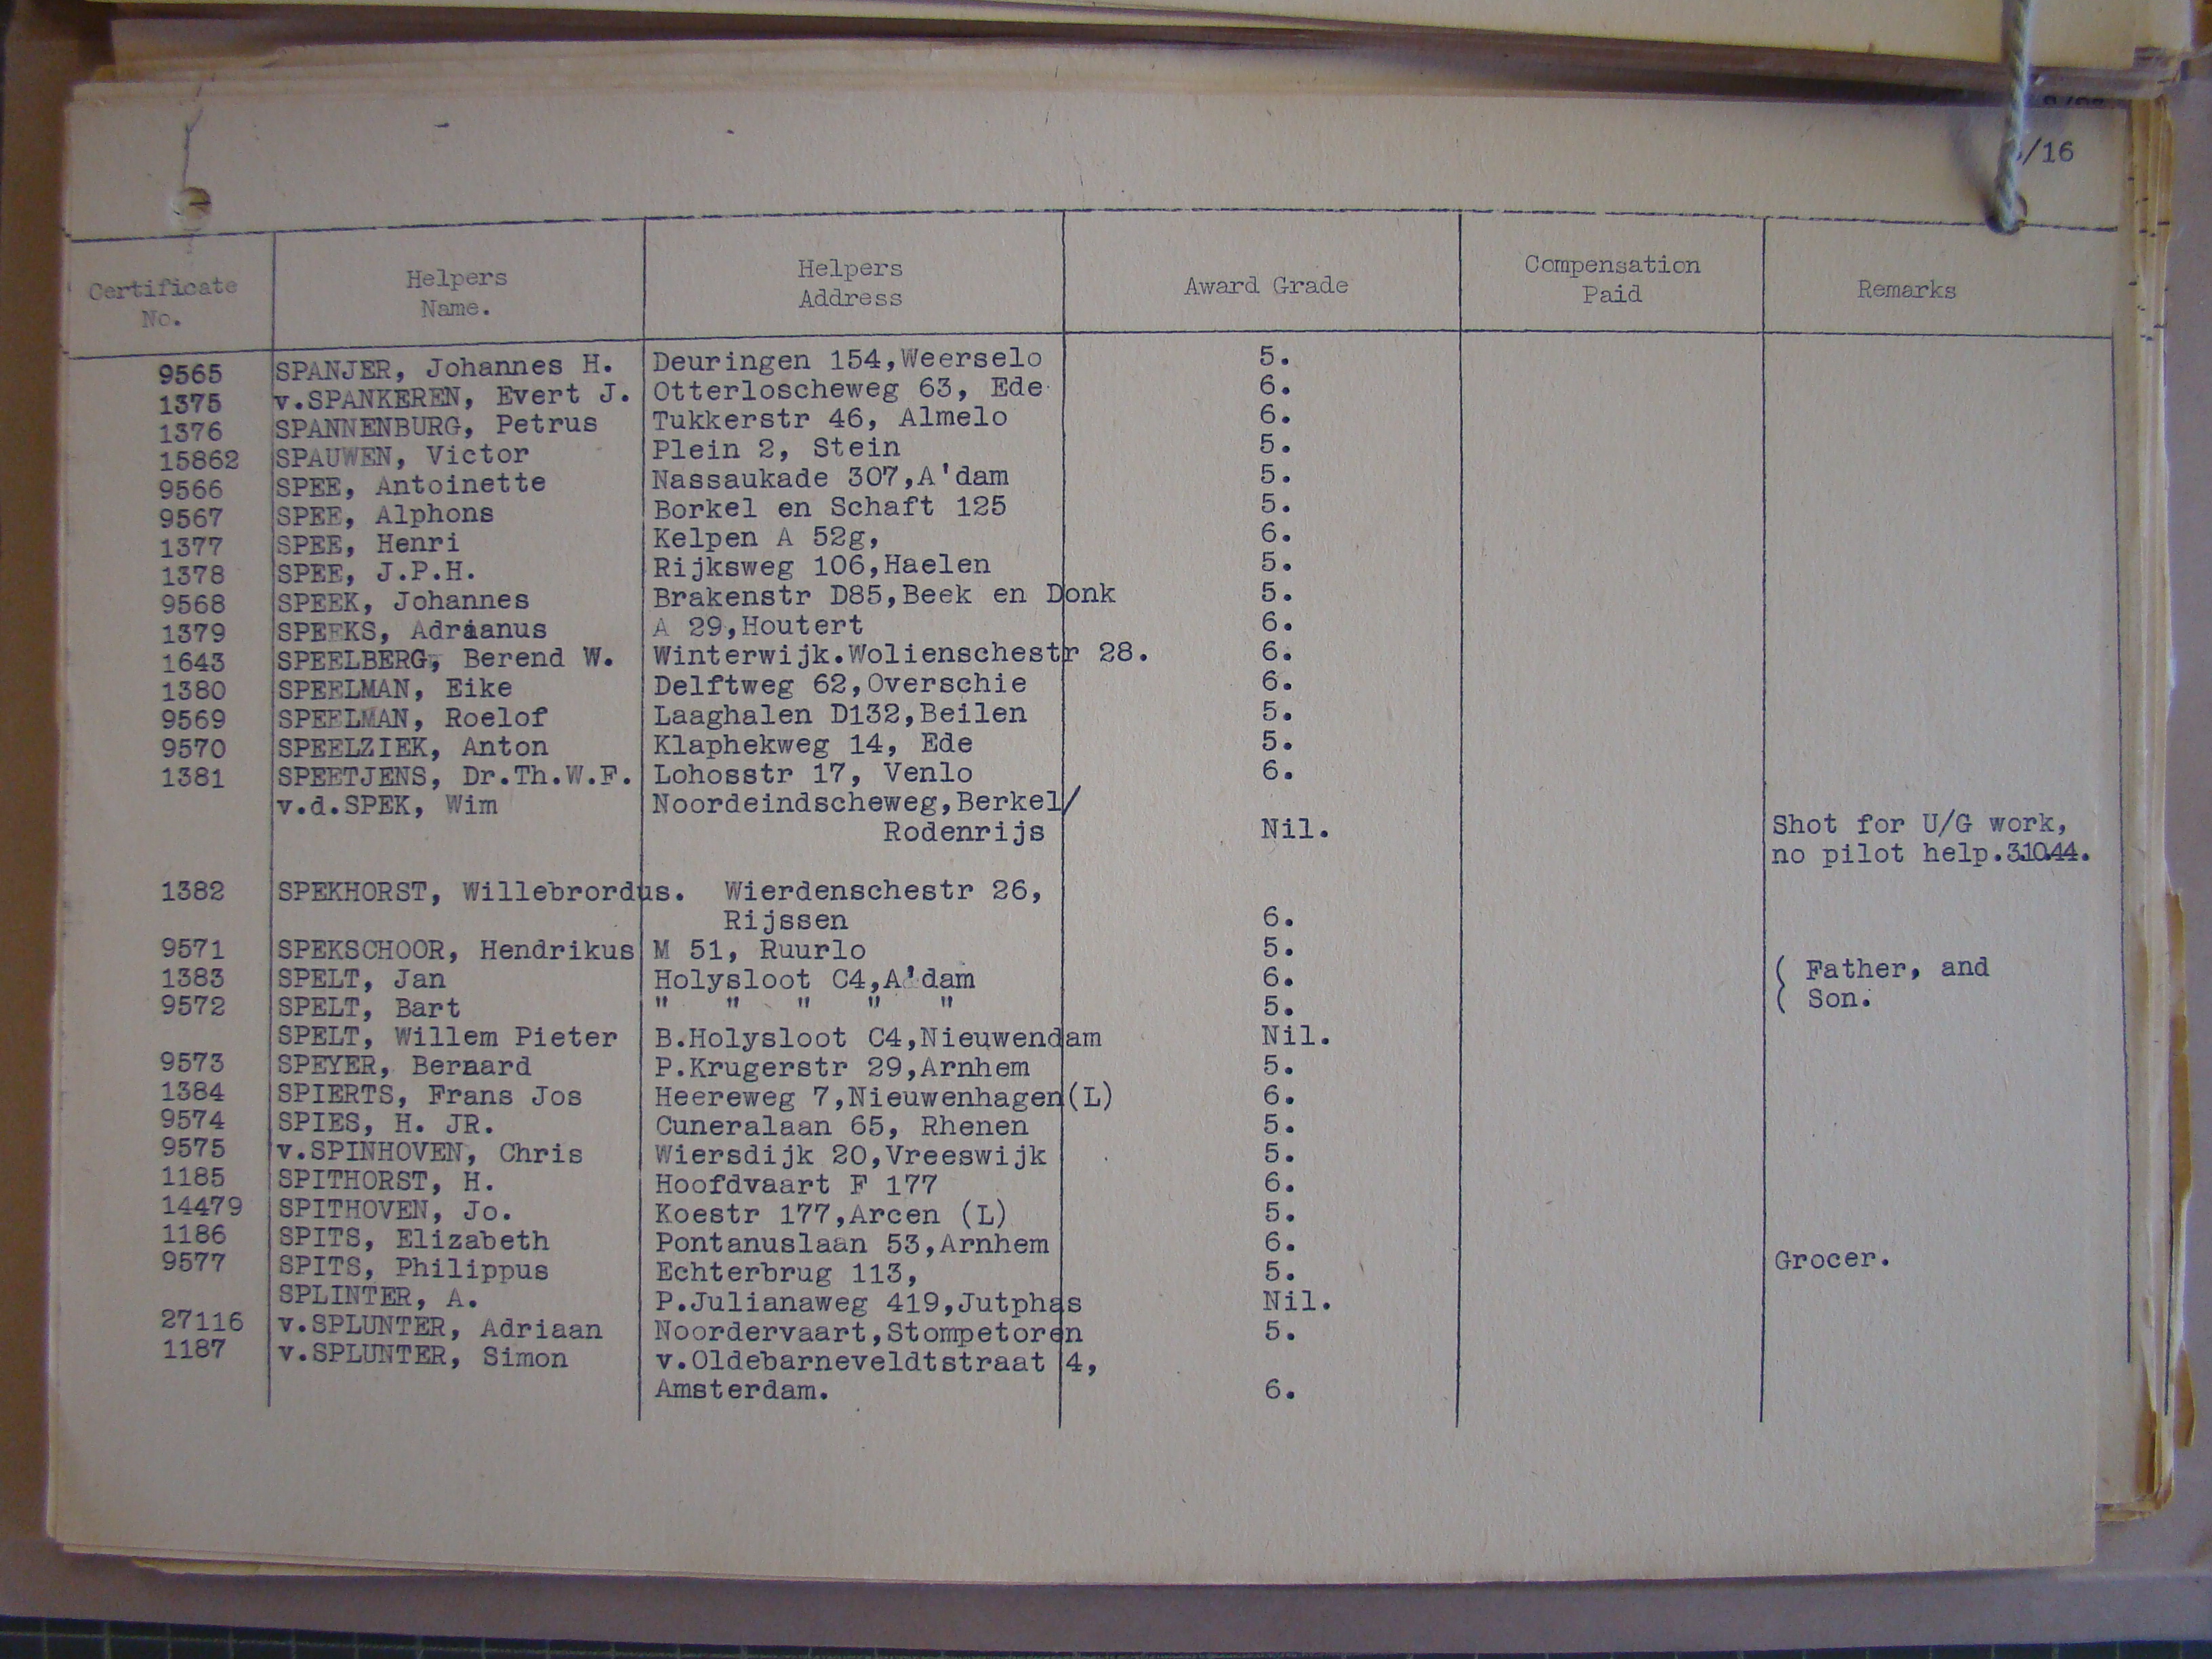 /16
Certificate No. Helpers Name. Helpers Address Award Grade Compensation Paid Remarks
9565 SPANJER, Johannes H. Deuringen 154,Weerselo 5.
1375 v.SPANKEREN, Evert J. Otterloscheweg 63, Ede 6.
1376 SPANNENBURG, Petrus Tukkerstr 46, Almelo 6.
15862 SPAUWEN, Victor Plein 2, Stein 5.
9566 SPEE, Antoinette Nassaukade 307,A'dam 5.
9567 SPEE, Alphons Borkel en Schaft 125 5.
1377 SPEE, Henri Kelpen A 52g, 6.
1378 SPEE, J.P.H. Rijksweg 106,Haelen 5.
9568 SPEEK, Johannes Brakenstr D85,Beek en Donk 5.
1379 SPEEKS, Adrianus A 29,Houtert 6.
1643 SPEELBERG, Berend W. Winterwijk.Wolienschestr 28. 6.
1380 SPEELMAN, Eike Delftweg 62,Overschie 6.
9569 SPEELMAN, Roelof Laaghalen D132,Beilen 5.
9570 SPEELZIEK, Anton Klaphekweg 14, Ede 5.
1381 SPEETJENS, Dr.Th.W.F. Lohosstr 17, Venlo 6.
v.d.SPEK, Wim Noordeindscheweg,Berkel/
Rodenrijs Nil. Shot for U/G work,
no pilot help.3.10.44.
1382 SPEKHORST, Willebrordus. Wierdenschestr 26,
Rijssen 6.
9571 SPEKSCHOOR, Hendrikus M 51, Ruurlo 5.
1383 SPELT, Jan Holysloot C4,A'dam 6. ( Father, and
9572 SPELT, Bart " " " " " 5. ( Son.
SPELT, Willem Pieter B.Holysloot C4,Nieuwendam Nil.
9573 SPEYER, Bernard P.Krugerstr 29,Arnhem 5.
1384 SPIERTS, Frans Jos Heereweg 7,Nieuwenhagen(L) 6.
9574 SPIES, H. JR. Cuneralaan 65, Rhenen 5.
9575 v.SPINHOVEN, Chris Wiersdijk 20,Vreeswijk 5.
1185 SPITHORST, H. Hoofdvaart F 177 6.
14479 SPITHOVEN, Jo. Koestr 177,Arcen (L) 5.
1186 SPITS, Elizabeth Pontanuslaan 53,Arnhem 6.
9577 SPITS, Philippus Echterbrug 113, 5. Grocer.
SPLINTER, A. P.Julianaweg 419,Jutphas Nil.
27116 v.SPLUNTER, Adriaan Noordervaart,Stompetoren 5.
1187 v.SPLUNTER, Simon v.Oldebarneveldtstraat 4,
Amsterdam. 6.